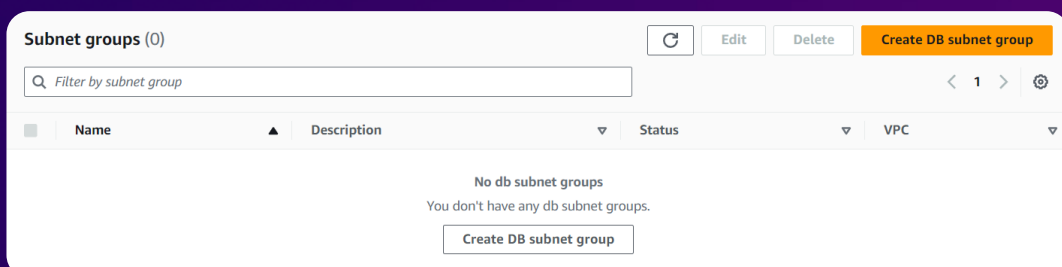 Subnet groups (0)
Edit
Delete
Create DB subnet group
Filter by subnet group
1
Name
Description
Status
VPC
No db subnet groups
You don't have any db subnet groups.
Create DB subnet group